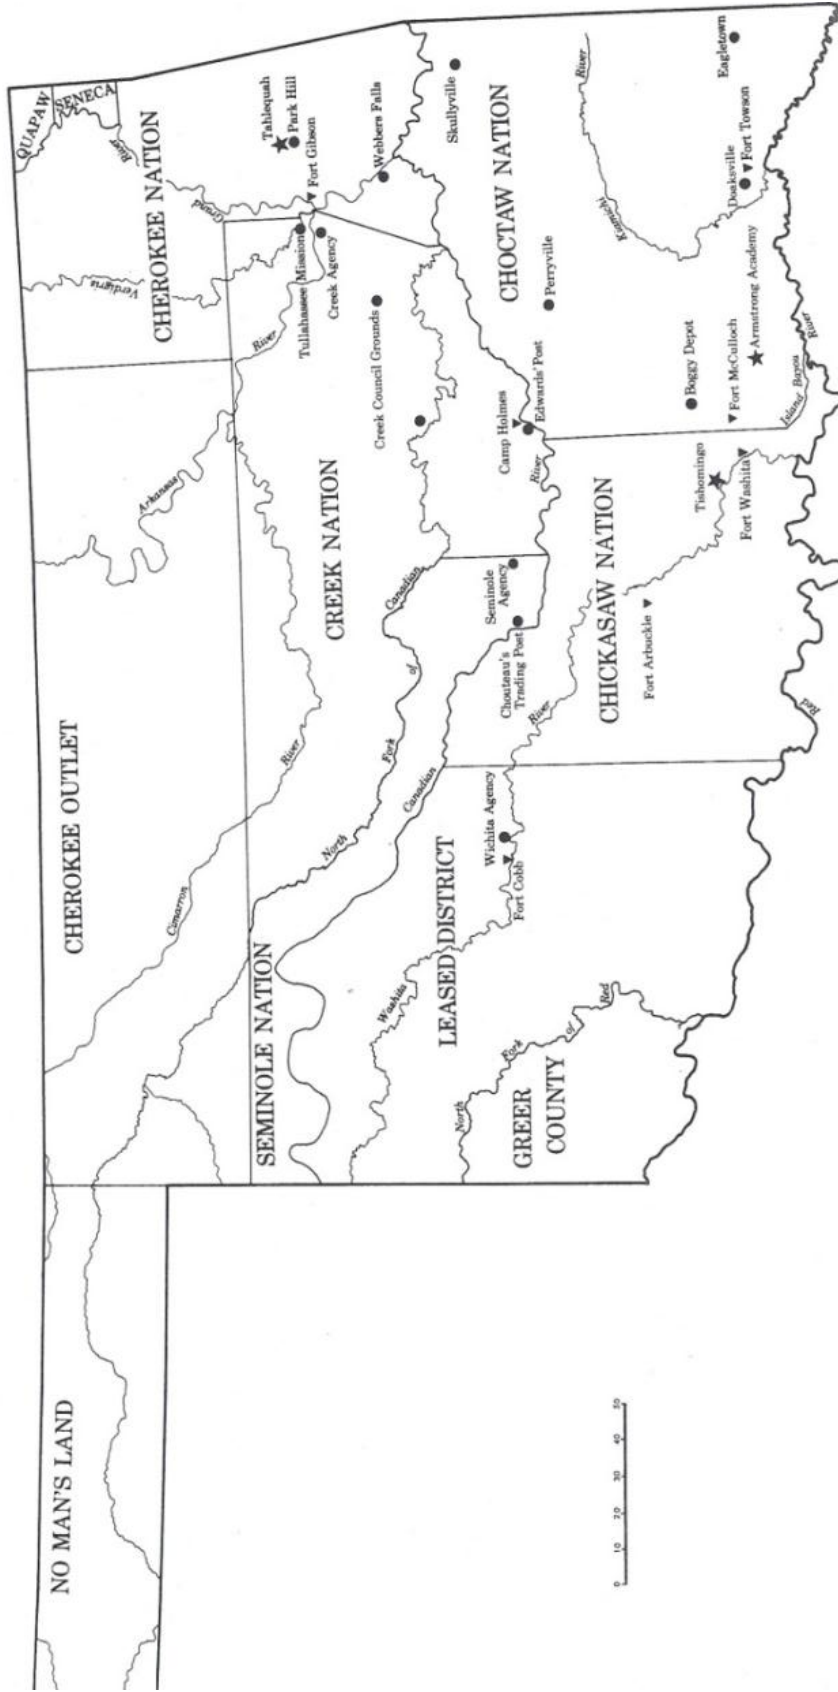 NO MAN'S LAND
CHEROKEE OUTLET
CHEROKEE NATION
QUAPAW
SENECA
Cimarron
River
Arkansas
River
Verdigris
Grand
River
Tahlequah
Park Hill
Fort Gibson
Tullahassee Mission
Creek Agency
Webbers Falls
Creek Council Grounds
CREEK NATION
SEMINOLE NATION
North
Fork
of
Canadian
Canadian
River
Camp Holmes
Edwards' Post
Seminole
Agency
Chouteau's
Trading Post
Skullyville
CHOCTAW NATION
Perryville
Kiamichi
River
Eagletown
Doaksville
Fort Towson
Boggy Depot
Fort McCulloch
Armstrong Academy
Island Bayou
River
CHICKASAW NATION
Tishomingo
Fort Washita
Fort Arbuckle
River
Red
LEASED DISTRICT
Washita
Wichita Agency
Fort Cobb
GREER
COUNTY
North
Fork
of
Red
0 10 20 30 50